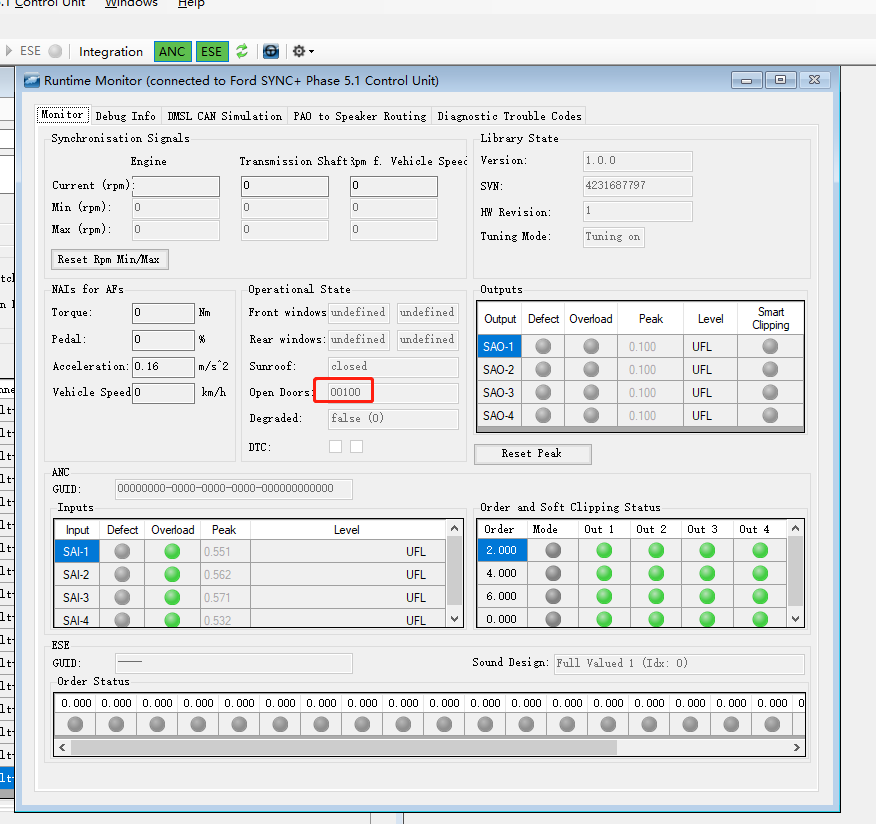 5.1 Control Unit Windows Help
ESE Integration ANC ESE
Runtime Monitor (connected to Ford SYNC+ Phase 5.1 Control Unit)
Monitor Debug Info DMSL CAN Simulation PAO to Speaker Routing Diagnostic Trouble Codes
Synchronisation Signals
Engine Transmission Shaft Rpm f. Vehicle Speed
Current (rpm): 0 0
Min (rpm): 0 0 0
Max (rpm): 0 0 0
Reset Rpm Min/Max
Library State
Version: 1.0.0
SVN: 4231687797
HW Revision: 1
Tuning Mode: Tuning on
NAIs for AFs
Torque: 0 Nm
Pedal: 0 %
Acceleration: 0.16 m/s^2
Vehicle Speed 0 km/h
Operational State
Front windows undefined undefined
Rear windows: undefined undefined
Sunroof: closed
Open Doors: 00100
Degraded: false (0)
DTC:
Outputs
Output Defect Overload Peak Level Smart Clipping
SAO-1 0.100 UFL
SAO-2 0.100 UFL
SAO-3 0.100 UFL
SAO-4 0.100 UFL
Reset Peak
ANC
GUID: 00000000-0000-0000-0000-000000000000
Inputs
Input Defect Overload Peak Level
SAI-1 0.551 UFL
SAI-2 0.562 UFL
SAI-3 0.571 UFL
SAI-4 0.532 UFL
Order and Soft Clipping Status
Order Mode Out 1 Out 2 Out 3 Out 4
2.000
4.000
6.000
0.000
ESE
GUID: ——
Sound Design: Full Valued 1 (Idx: 0)
Order Status
0.000 0.000 0.000 0.000 0.000 0.000 0.000 0.000 0.000 0.000 0.000 0.000 0.000 0.000 0.000 0.000 0.000 0.000 0